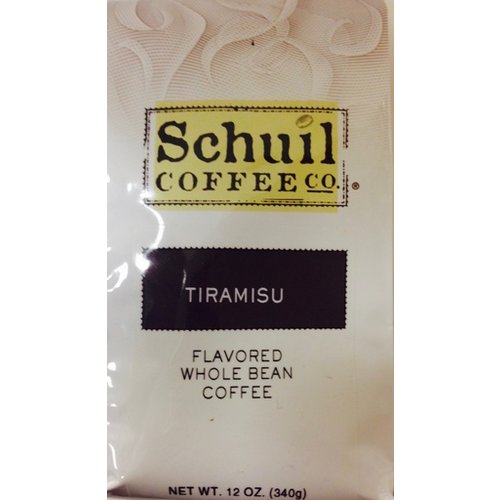 Schuil
COFFEE CO.®
TIRAMISU
FLAVORED
WHOLE BEAN
COFFEE
NET WT. 12 OZ. (340g)